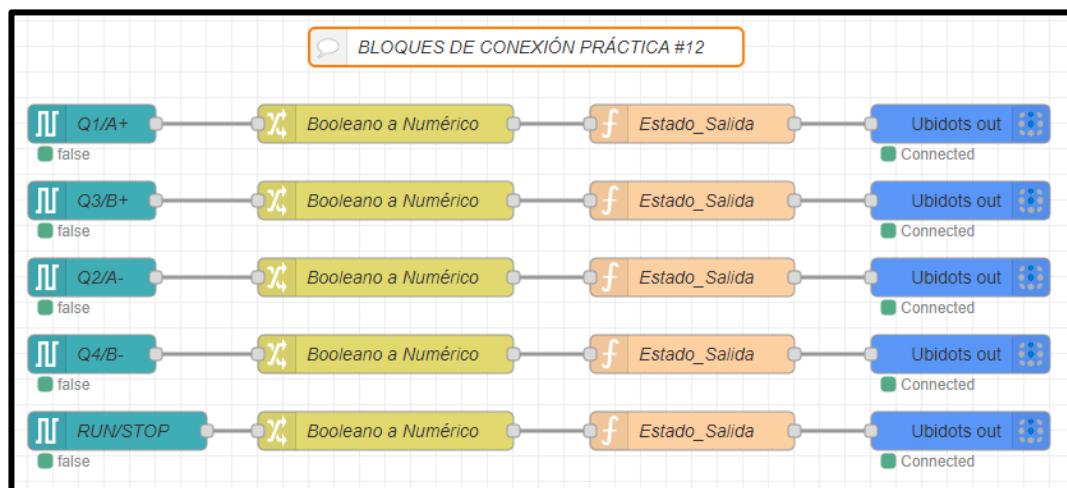 BLOQUES DE CONEXIÓN PRÁCTICA #12
Q1/A+ Booleano a Numérico Estado_Salida Ubidots out
false Connected
Q3/B+ Booleano a Numérico Estado_Salida Ubidots out
false Connected
Q2/A- Booleano a Numérico Estado_Salida Ubidots out
false Connected
Q4/B- Booleano a Numérico Estado_Salida Ubidots out
false Connected
RUN/STOP Booleano a Numérico Estado_Salida Ubidots out
false Connected